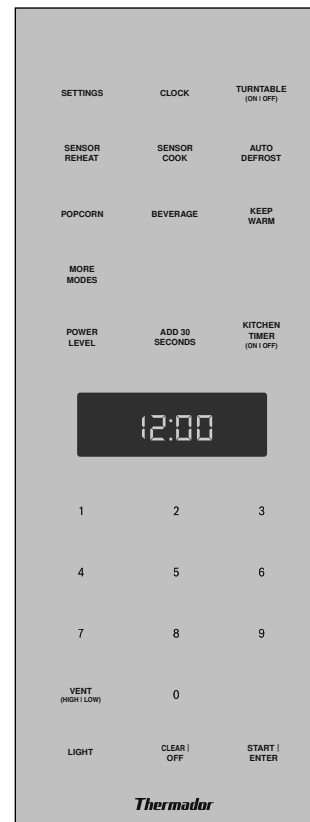 SETTINGS CLOCK TURNTABLE
(ON | OFF)
SENSOR SENSOR AUTO
REHEAT COOK DEFROST
POPCORN BEVERAGE KEEP
WARM
MORE
MODES
POWER ADD 30 KITCHEN
LEVEL SECONDS TIMER
(ON | OFF)
12:00
1 2 3
4 5 6
7 8 9
VENT 0
(HIGH | LOW)
LIGHT CLEAR | START |
OFF ENTER
Thermador